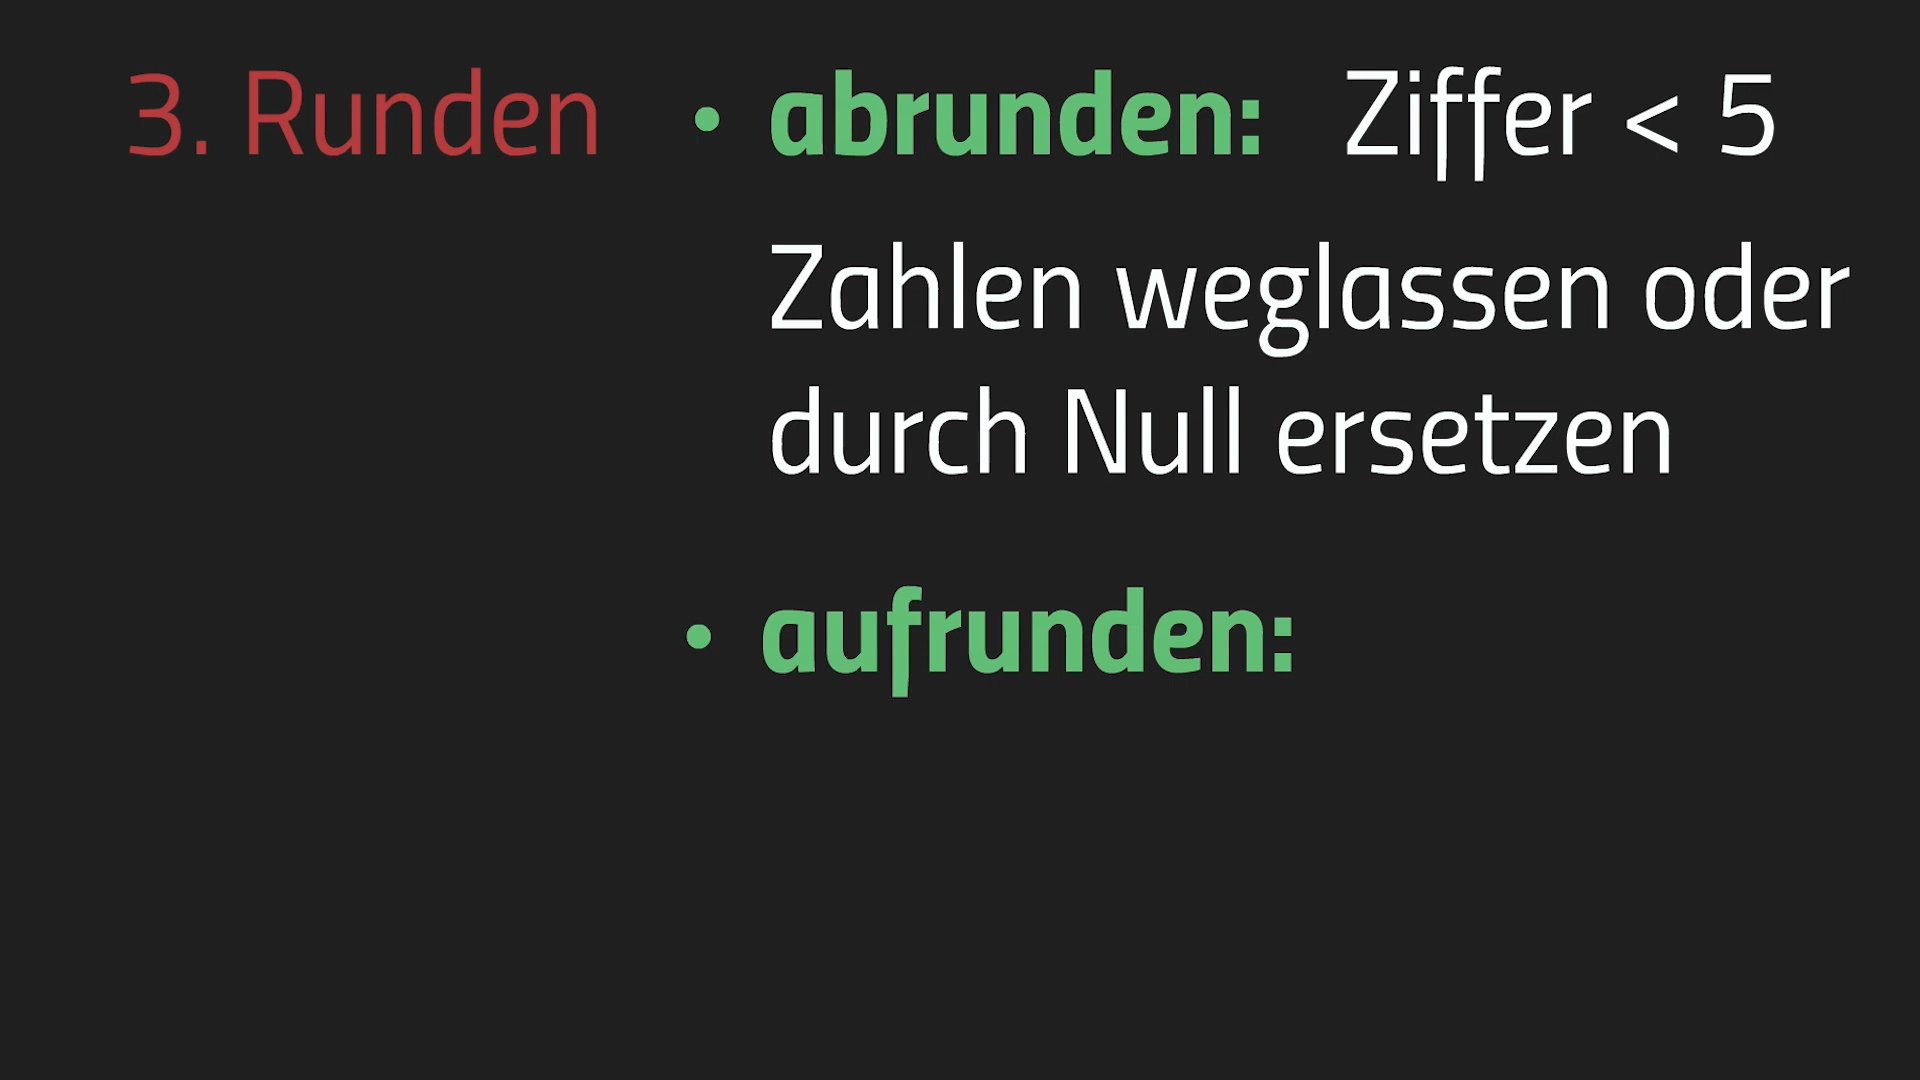 3. Runden • abrunden: Ziffer < 5
Zahlen weglassen oder
durch Null ersetzen
• aufrunden: